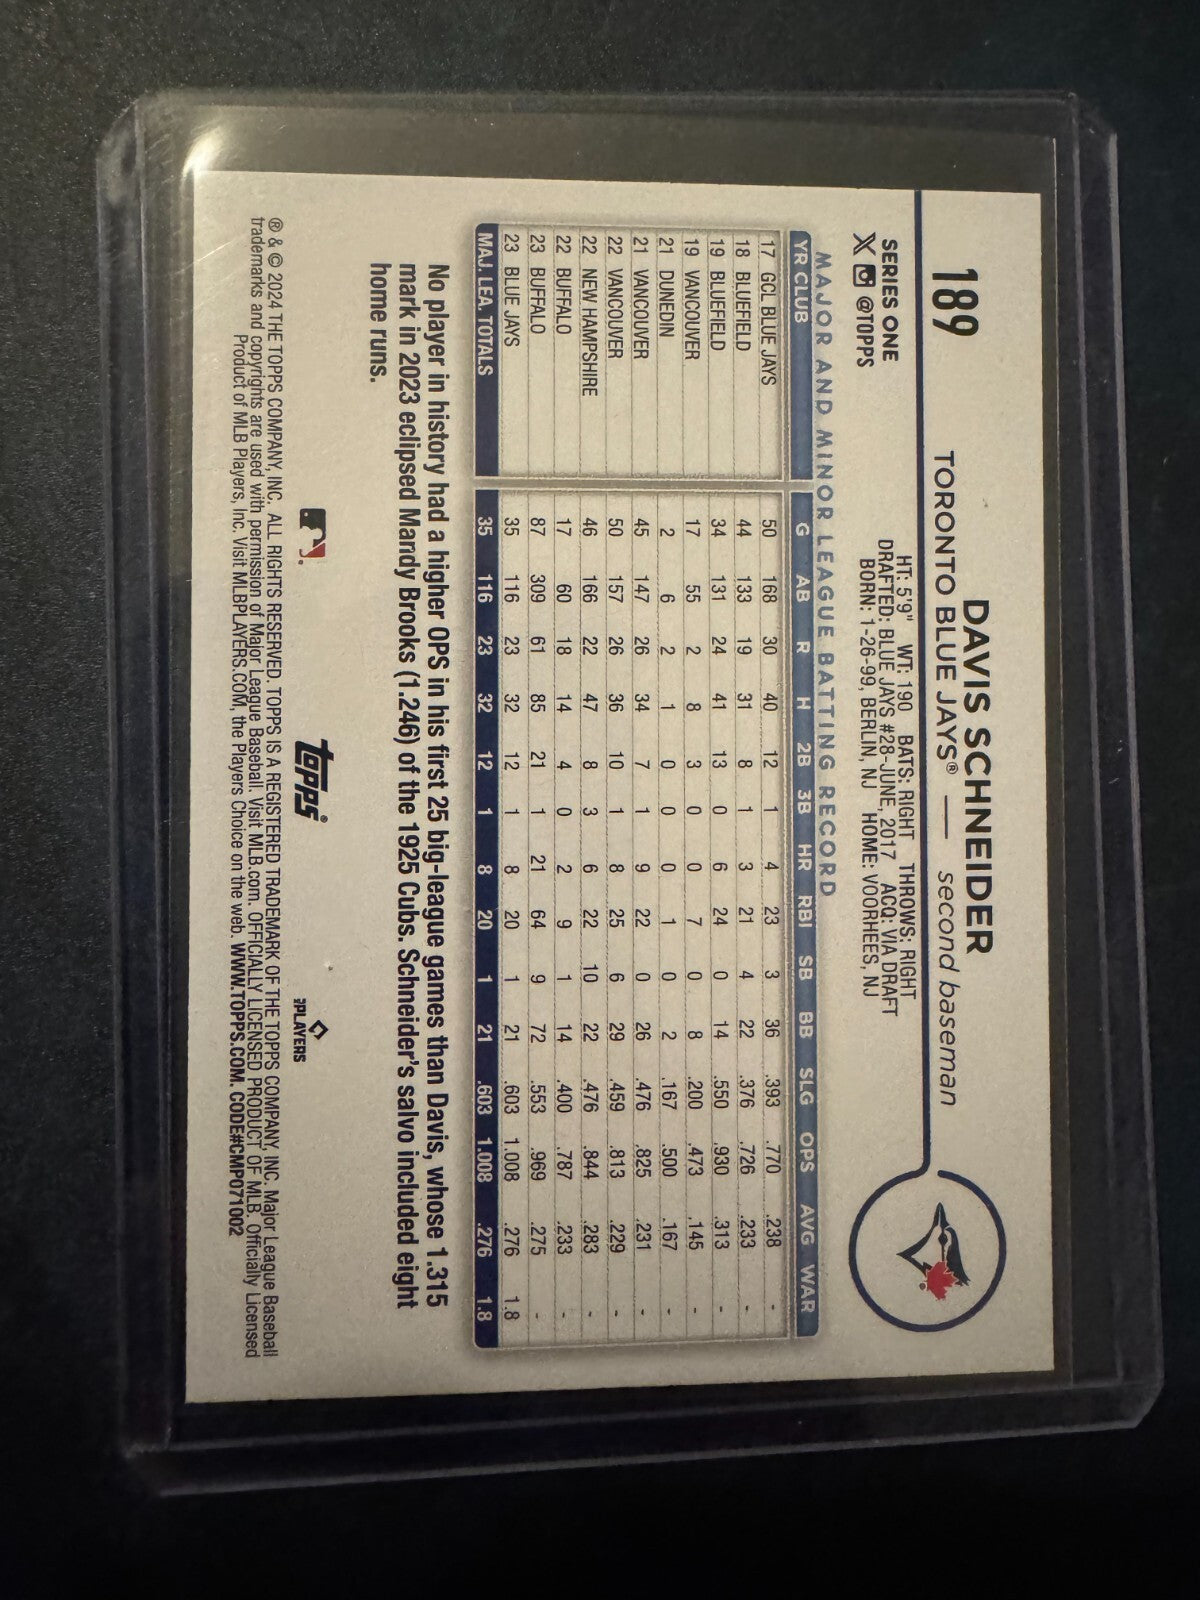 189
DAVIS SCHNEIDER
TORONTO BLUE JAYS® — second baseman
SERIES ONE
X @TOPPS
HT: 5'9" WT: 190 BATS: RIGHT THROWS: RIGHT
DRAFTED: BLUE JAYS #28-JUNE, 2017 ACQ: VIA DRAFT
BORN: 1-26-99, BERLIN, NJ HOME: VOORHEES, NJ
MAJOR AND MINOR LEAGUE BATTING RECORD
YR CLUB G AB R H 2B 3B HR RBI SB BB SLG OPS AVG WAR
17 GCL BLUE JAYS 50 168 30 40 12 1 4 23 3 36 .393 .770 .238 -
18 BLUEFIELD 44 133 19 31 8 1 3 21 4 22 .376 .726 .233 -
19 BLUEFIELD 34 131 24 41 13 0 6 24 0 14 .550 .930 .313 -
19 VANCOUVER 17 55 2 8 3 0 0 7 0 8 .200 .473 .145 -
21 DUNEDIN 2 6 2 1 0 0 0 1 0 2 .167 .500 .167 -
21 VANCOUVER 45 147 26 34 7 1 9 22 0 26 .476 .825 .231 -
22 VANCOUVER 50 157 26 36 10 1 8 25 6 29 .459 .813 .229 -
22 NEW HAMPSHIRE 46 166 22 47 8 3 6 22 10 22 .476 .844 .283 -
22 BUFFALO 17 60 18 14 4 0 2 9 1 14 .400 .787 .233 -
23 BUFFALO 87 309 61 85 21 1 21 64 9 72 .553 .969 .275 -
23 BLUE JAYS 35 116 23 32 12 1 8 20 1 21 .603 1.008 .276 1.8
MAJ. LEA. TOTALS 35 116 23 32 12 1 8 20 1 21 .603 1.008 .276 1.8
No player in history had a higher OPS in his first 25 big-league games than Davis, whose 1.315
mark in 2023 eclipsed Mandy Brooks (1.246) of the 1925 Cubs. Schneider's salvo included eight
home runs.
topps®
PLAYERS
® & © 2024 THE TOPPS COMPANY, INC. ALL RIGHTS RESERVED. TOPPS IS A REGISTERED TRADEMARK OF THE TOPPS COMPANY, INC. Major League Baseball
trademarks and copyrights are used with permission of Major League Baseball. Visit MLB.com. OFFICIALLY LICENSED PRODUCT OF MLB. Officially Licensed
Product of MLB Players, Inc. Visit MLBPLAYERS.COM, the Players Choice on the web. WWW.TOPPS.COM. CODE#CMP071002